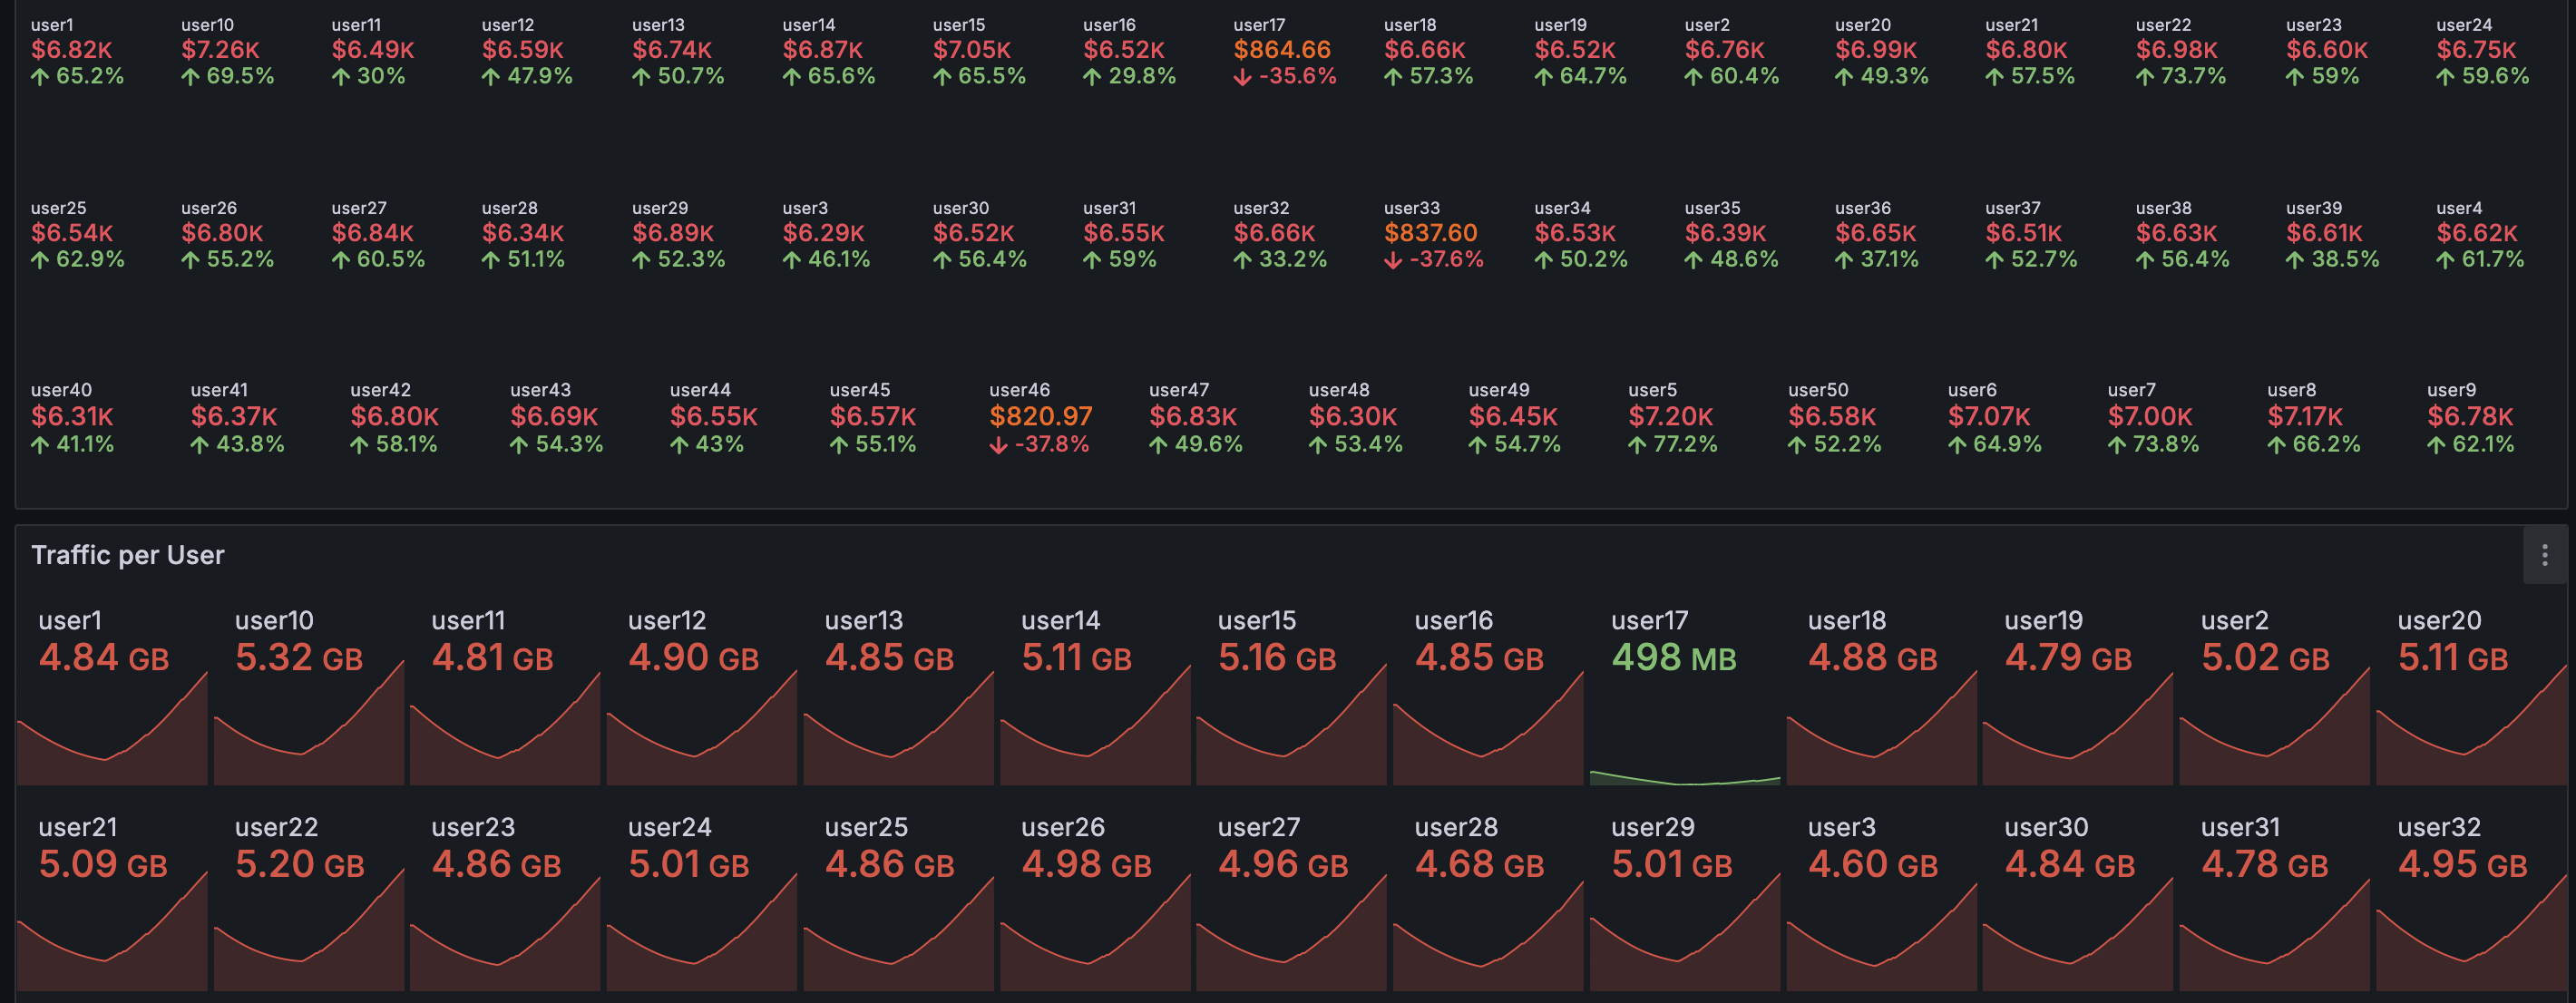 user1 user10 user11 user12 user13 user14 user15 user16 user17 user18 user19 user2 user20 user21 user22 user23 user24
$6.82K $7.26K $6.49K $6.59K $6.74K $6.87K $7.05K $6.52K $864.66 $6.66K $6.52K $6.76K $6.99K $6.80K $6.98K $6.60K $6.75K
↑ 65.2% ↑ 69.5% ↑ 30% ↑ 47.9% ↑ 50.7% ↑ 65.6% ↑ 65.5% ↑ 29.8% ↓ -35.6% ↑ 57.3% ↑ 64.7% ↑ 60.4% ↑ 49.3% ↑ 57.5% ↑ 73.7% ↑ 59% ↑ 59.6%
user25 user26 user27 user28 user29 user3 user30 user31 user32 user33 user34 user35 user36 user37 user38 user39 user4
$6.54K $6.80K $6.84K $6.34K $6.89K $6.29K $6.52K $6.55K $6.66K $837.60 $6.53K $6.39K $6.65K $6.51K $6.63K $6.61K $6.62K
↑ 62.9% ↑ 55.2% ↑ 60.5% ↑ 51.1% ↑ 52.3% ↑ 46.1% ↑ 56.4% ↑ 59% ↑ 33.2% ↓ -37.6% ↑ 50.2% ↑ 48.6% ↑ 37.1% ↑ 52.7% ↑ 56.4% ↑ 38.5% ↑ 61.7%
user40 user41 user42 user43 user44 user45 user46 user47 user48 user49 user5 user50 user6 user7 user8 user9
$6.31K $6.37K $6.80K $6.69K $6.55K $6.57K $820.97 $6.83K $6.30K $6.45K $7.20K $6.58K $7.07K $7.00K $7.17K $6.78K
↑ 41.1% ↑ 43.8% ↑ 58.1% ↑ 54.3% ↑ 43% ↑ 55.1% ↓ -37.8% ↑ 49.6% ↑ 53.4% ↑ 54.7% ↑ 77.2% ↑ 52.2% ↑ 64.9% ↑ 73.8% ↑ 66.2% ↑ 62.1%
Traffic per User
user1 user10 user11 user12 user13 user14 user15 user16 user17 user18 user19 user2 user20
4.84 GB 5.32 GB 4.81 GB 4.90 GB 4.85 GB 5.11 GB 5.16 GB 4.85 GB 498 MB 4.88 GB 4.79 GB 5.02 GB 5.11 GB
user21 user22 user23 user24 user25 user26 user27 user28 user29 user3 user30 user31 user32
5.09 GB 5.20 GB 4.86 GB 5.01 GB 4.86 GB 4.98 GB 4.96 GB 4.68 GB 5.01 GB 4.60 GB 4.84 GB 4.78 GB 4.95 GB